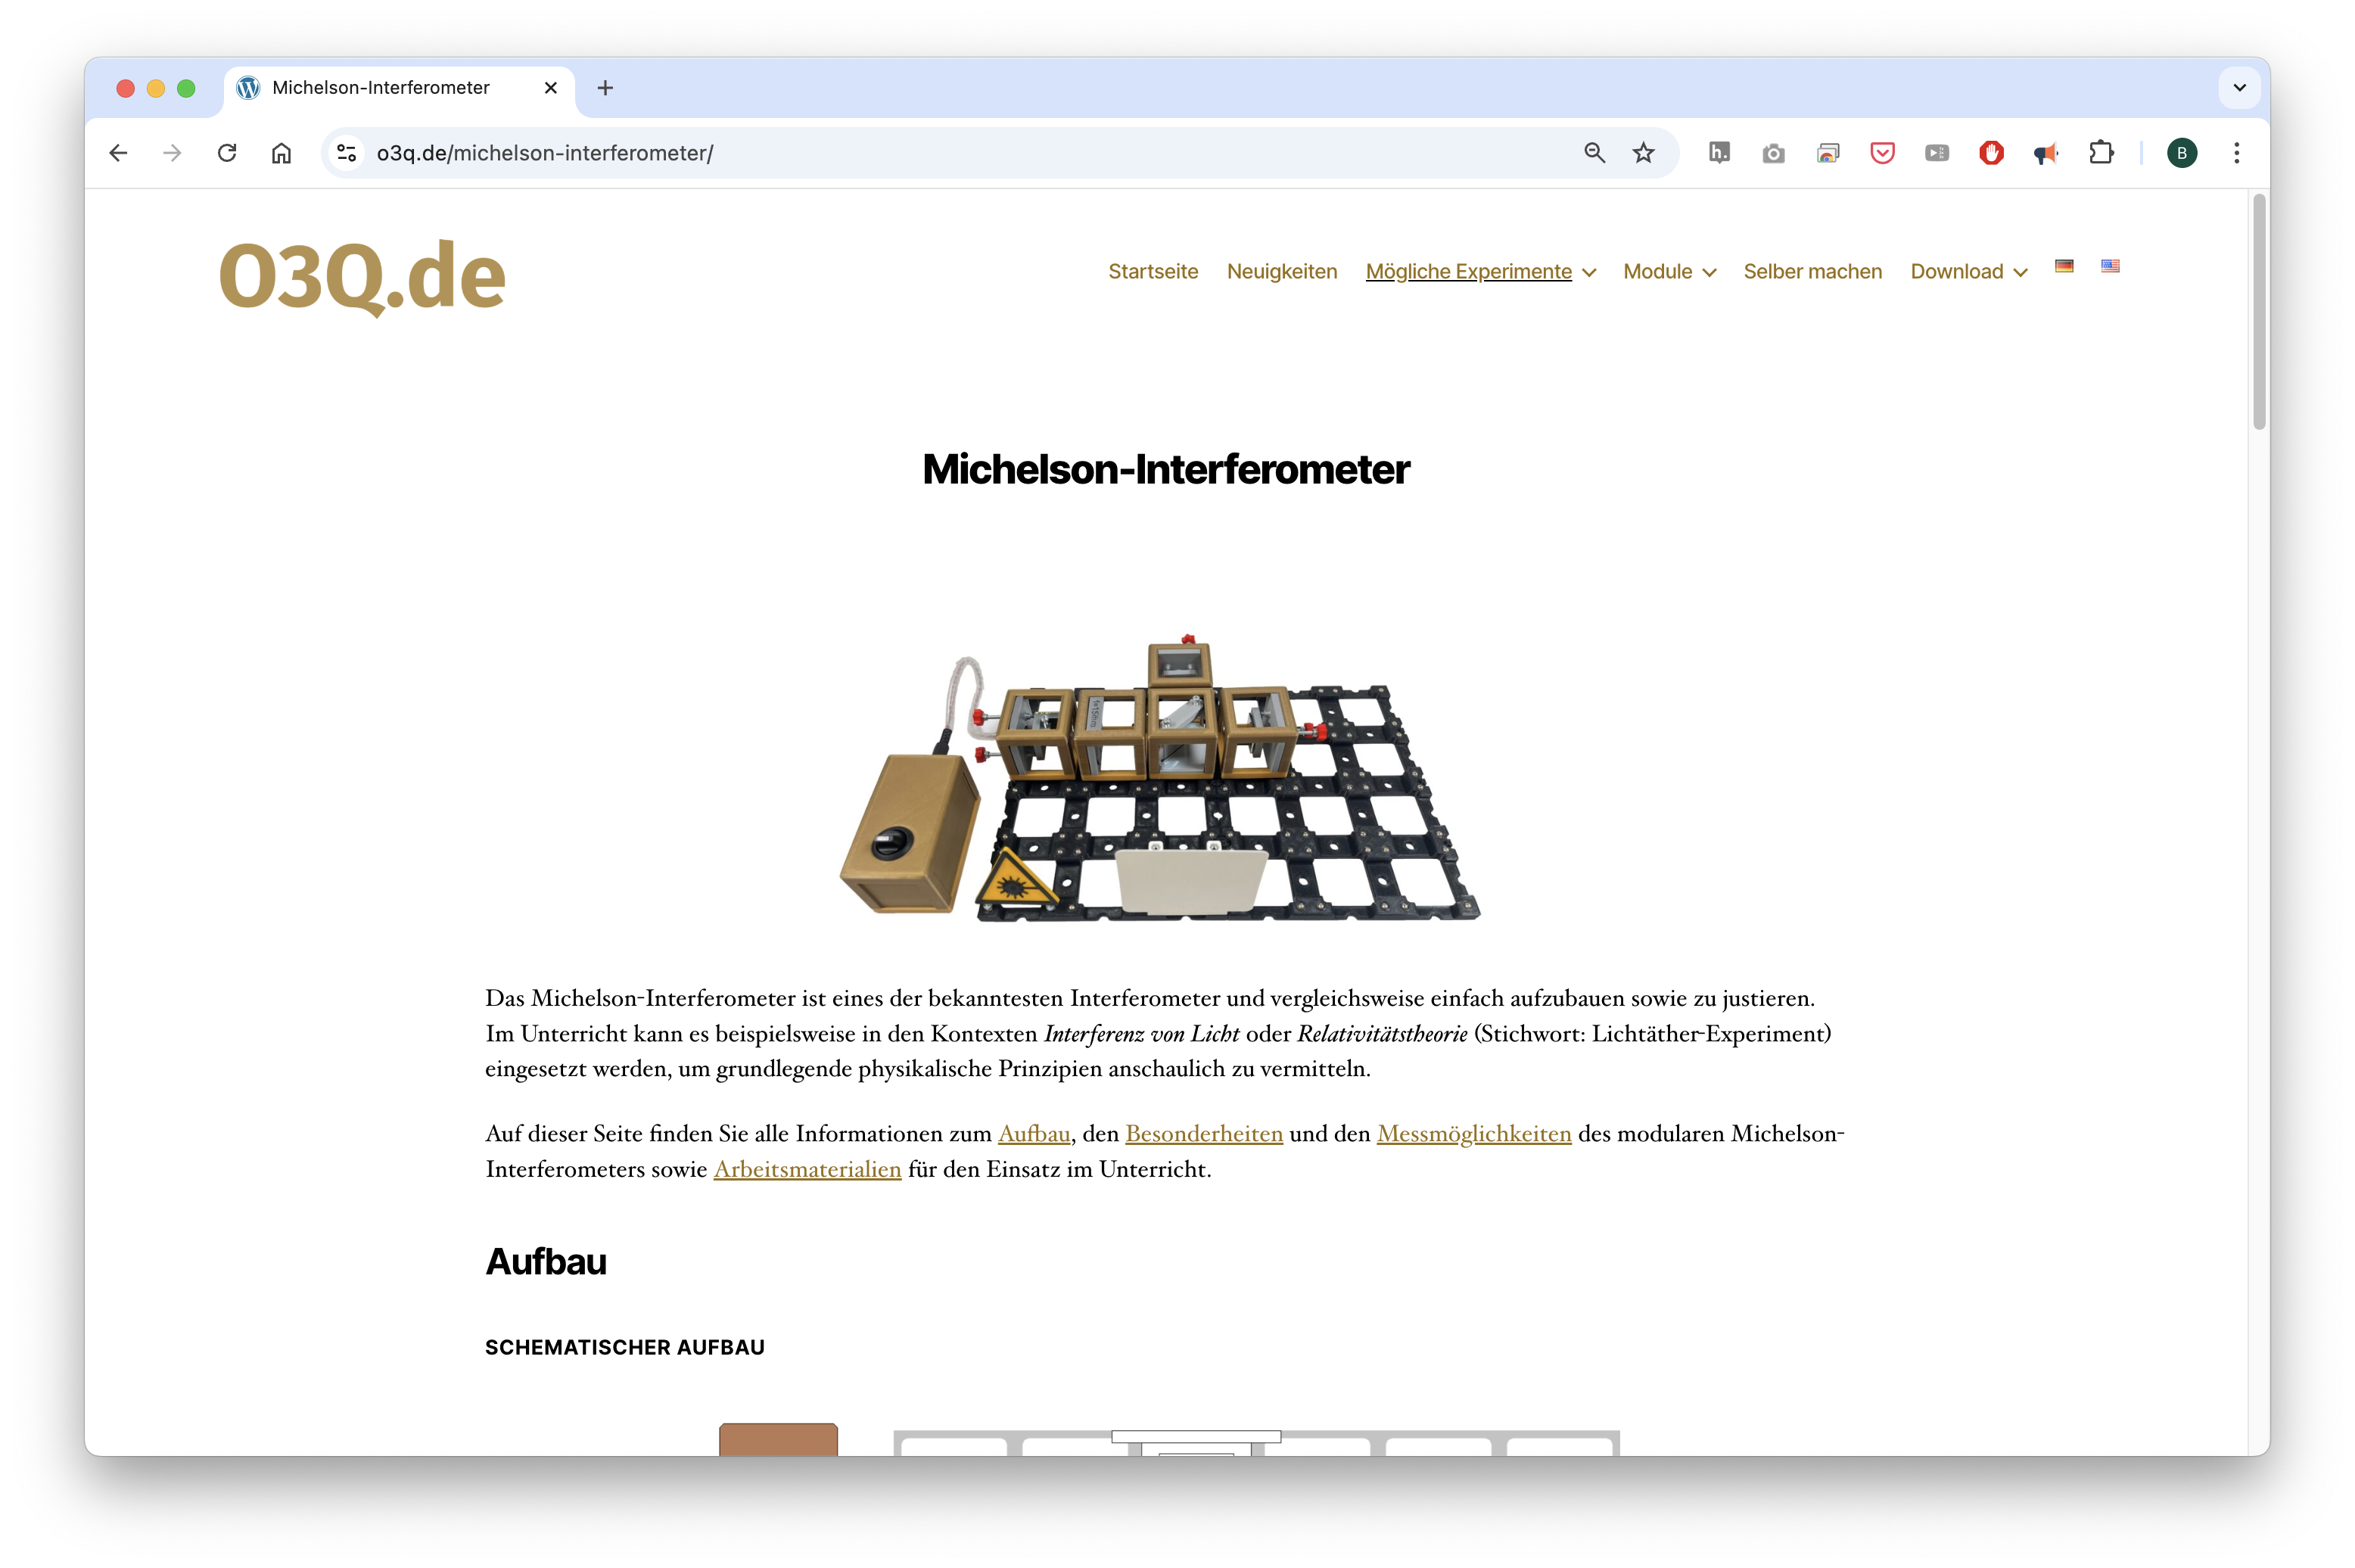 Michelson-Interferometer
o3q.de/michelson-interferometer/
h.
B
O3Q.de
Startseite Neuigkeiten Mögliche Experimente Module Selber machen Download
Michelson-Interferometer
Das Michelson-Interferometer ist eines der bekanntesten Interferometer und vergleichsweise einfach aufzubauen sowie zu justieren.
Im Unterricht kann es beispielsweise in den Kontexten Interferenz von Licht oder Relativitätstheorie (Stichwort: Lichtäther-Experiment)
eingesetzt werden, um grundlegende physikalische Prinzipien anschaulich zu vermitteln.
Auf dieser Seite finden Sie alle Informationen zum Aufbau, den Besonderheiten und den Messmöglichkeiten des modularen Michelson-
Interferometers sowie Arbeitsmaterialien für den Einsatz im Unterricht.
Aufbau
SCHEMATISCHER AUFBAU